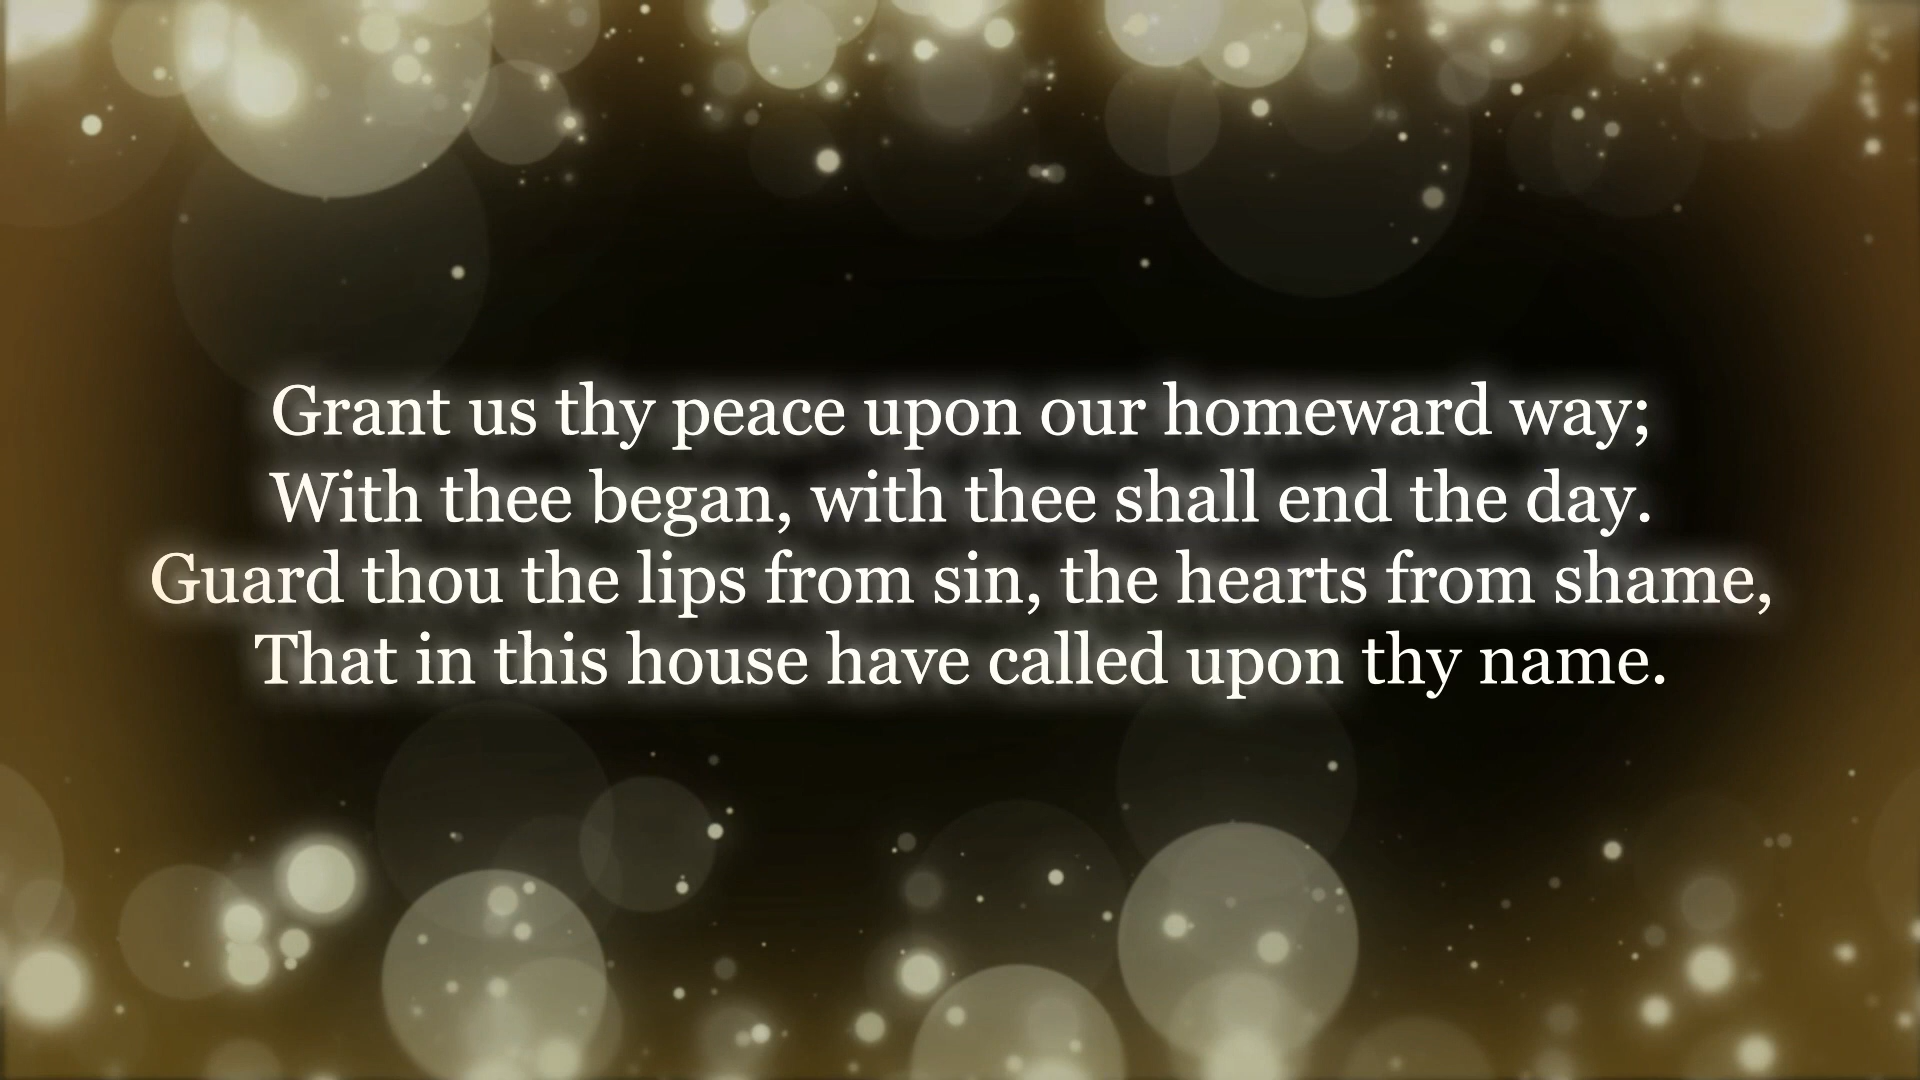 Grant us thy peace upon our homeward way;
With thee began, with thee shall end the day.
Guard thou the lips from sin, the hearts from shame,
That in this house have called upon thy name.